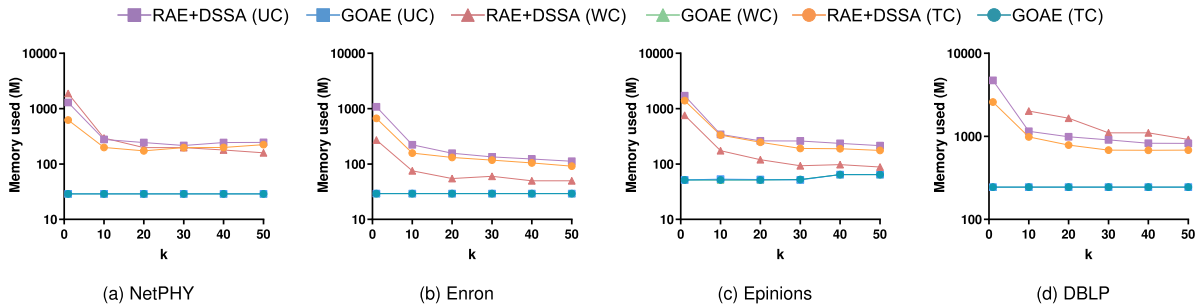 RAE+DSSA (UC) GOAE (UC) RAE+DSSA (WC) GOAE (WC) RAE+DSSA (TC) GOAE (TC)
Memory used (M)
10000
1000
100
10
0 10 20 30 40 50
k
(a) NetPHY
Memory used (M)
10000
1000
100
10
0 10 20 30 40 50
k
(b) Enron
Memory used (M)
10000
1000
100
10
0 10 20 30 40 50
k
(c) Epinions
Memory used (M)
10000
1000
100
0 10 20 30 40 50
k
(d) DBLP